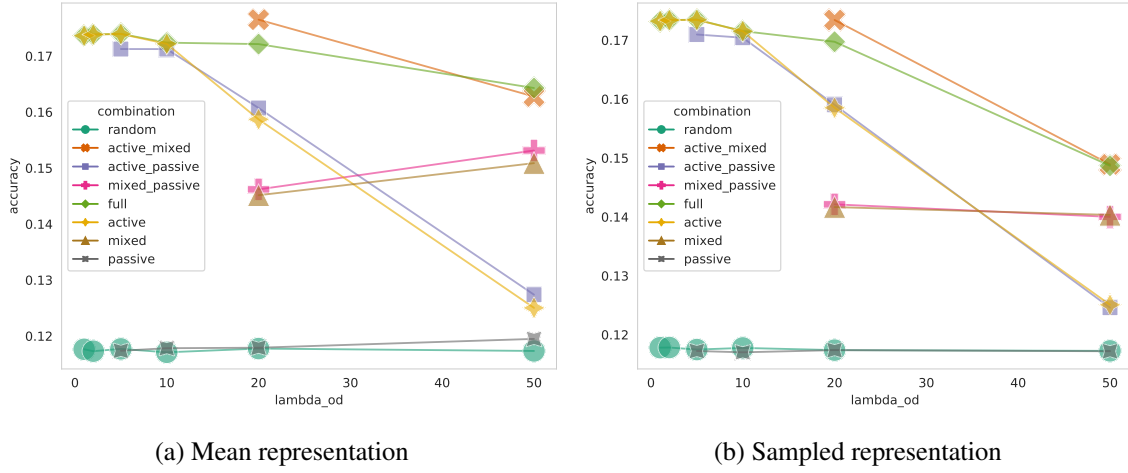 0.17
0.16
0.15
0.14
0.13
0.12
accuracy
0
10
20
30
40
50
lambda_od
combination
random
active_mixed
active_passive
mixed_passive
full
active
mixed
passive
(a) Mean representation
0.17
0.16
0.15
0.14
0.13
0.12
accuracy
0
10
20
30
40
50
lambda_od
combination
random
active_mixed
active_passive
mixed_passive
full
active
mixed
passive
(b) Sampled representation